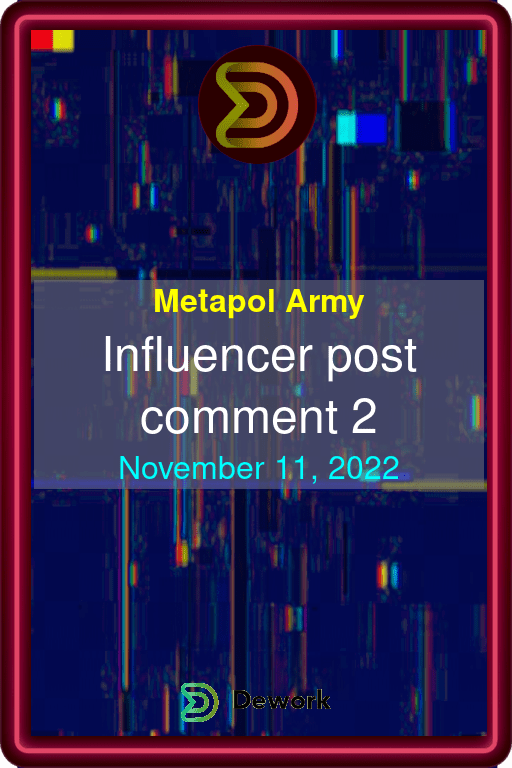 Metapol Army
Influencer post
comment 2
November 11, 2022
Dework